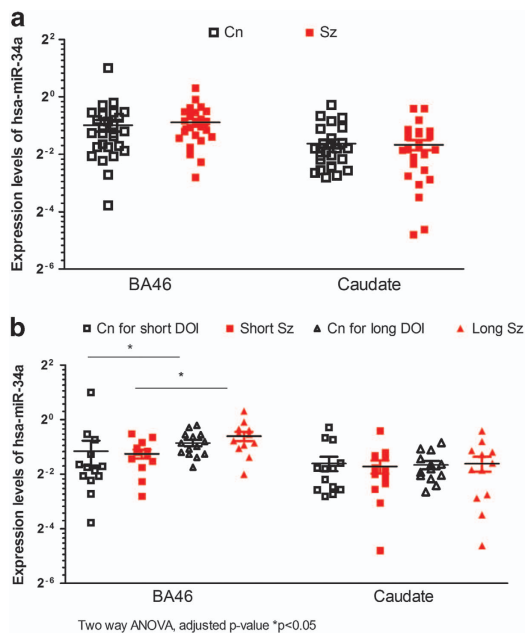 a
Cn Sz
Expression levels of hsa-miR-34a
2^2
2^0
2^-2
2^-4
2^-6
BA46 Caudate
b
Cn for short DOI Short Sz Cn for long DOI Long Sz
Expression levels of hsa-miR-34a
2^2
2^0
2^-2
2^-4
2^-6
*
*
BA46 Caudate
Two way ANOVA, adjusted p-value *p<0.05